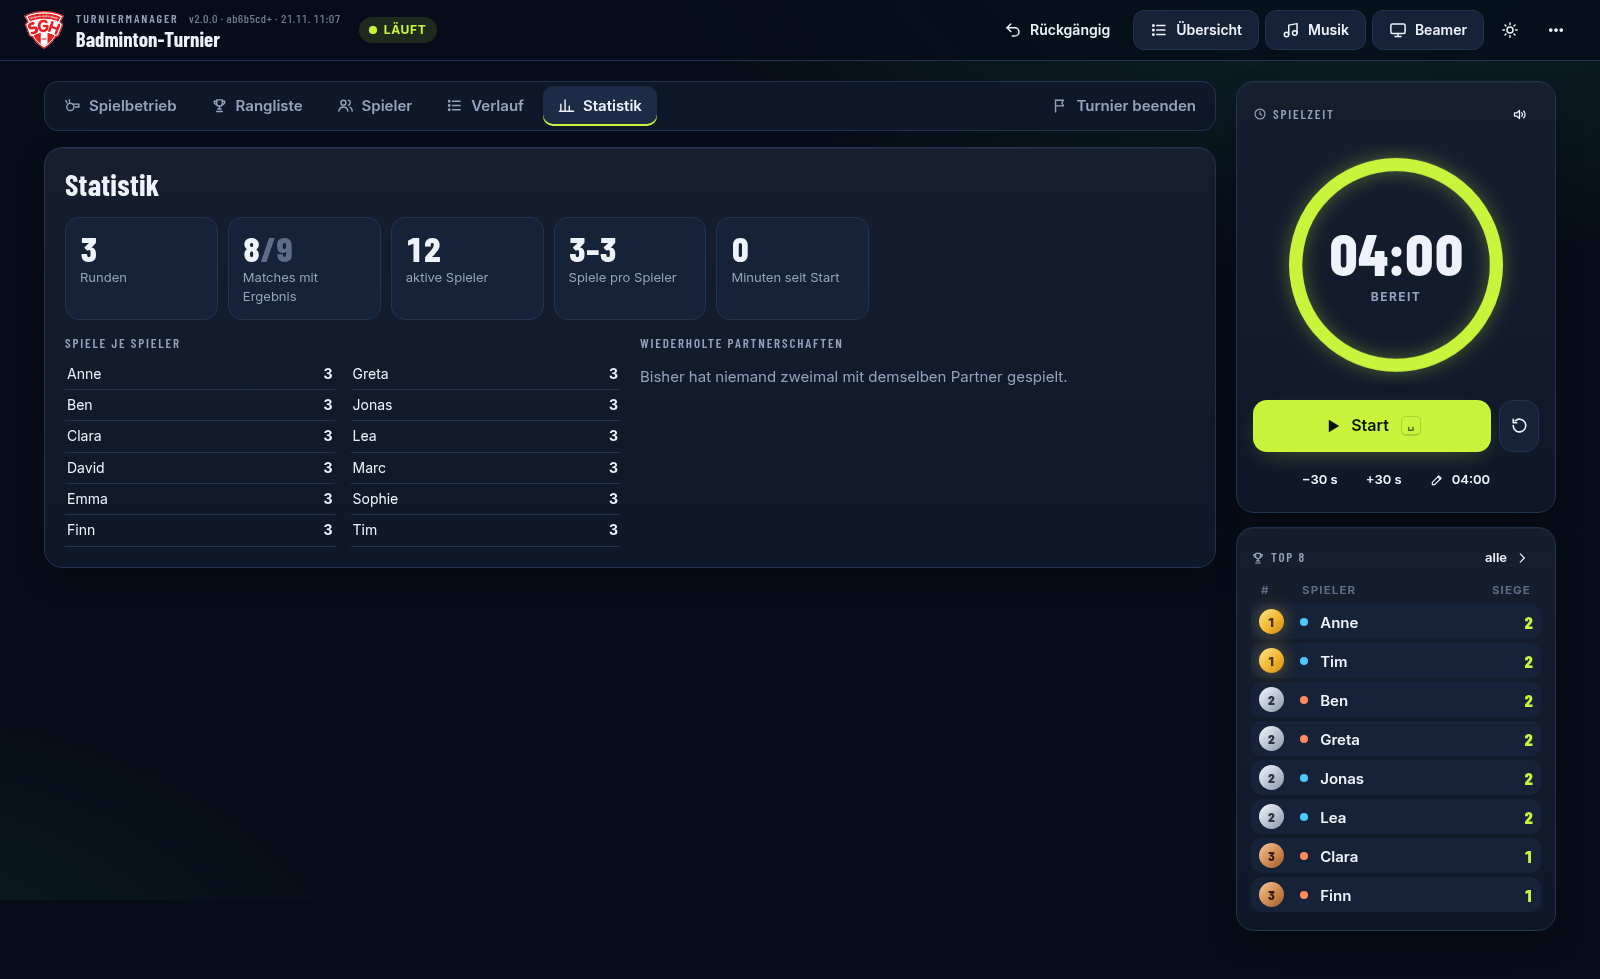 SGH
TURNIERMANAGER v2.0.0 · ab6b5cd+ · 21.11. 11:07
Badminton-Turnier
LÄUFT
Rückgängig
Übersicht
Musik
Beamer
Spielbetrieb
Rangliste
Spieler
Verlauf
Statistik
Turnier beenden
Statistik
3
Runden
8/9
Matches mit
Ergebnis
12
aktive Spieler
3–3
Spiele pro Spieler
0
Minuten seit Start
SPIELE JE SPIELER
Anne 3
Ben 3
Clara 3
David 3
Emma 3
Finn 3
Greta 3
Jonas 3
Lea 3
Marc 3
Sophie 3
Tim 3
WIEDERHOLTE PARTNERSCHAFTEN
Bisher hat niemand zweimal mit demselben Partner gespielt.
SPIELZEIT
04:00
BEREIT
Start ␣
−30 s +30 s 04:00
TOP 8 alle
# SPIELER SIEGE
1 Anne 2
1 Tim 2
2 Ben 2
2 Greta 2
2 Jonas 2
2 Lea 2
3 Clara 1
3 Finn 1